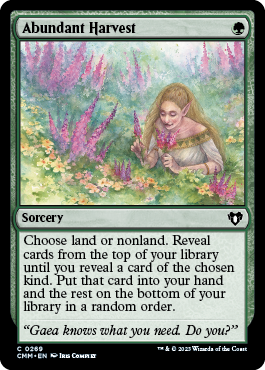 Abundant Harvest
Sorcery
Choose land or nonland. Reveal
cards from the top of your library
until you reveal a card of the chosen
kind. Put that card into your hand
and the rest on the bottom of your
library in a random order.
“Gaea knows what you need. Do you?”
C 0269
CMM • EN Iris Compiet
™ & © 2023 Wizards of the Coast